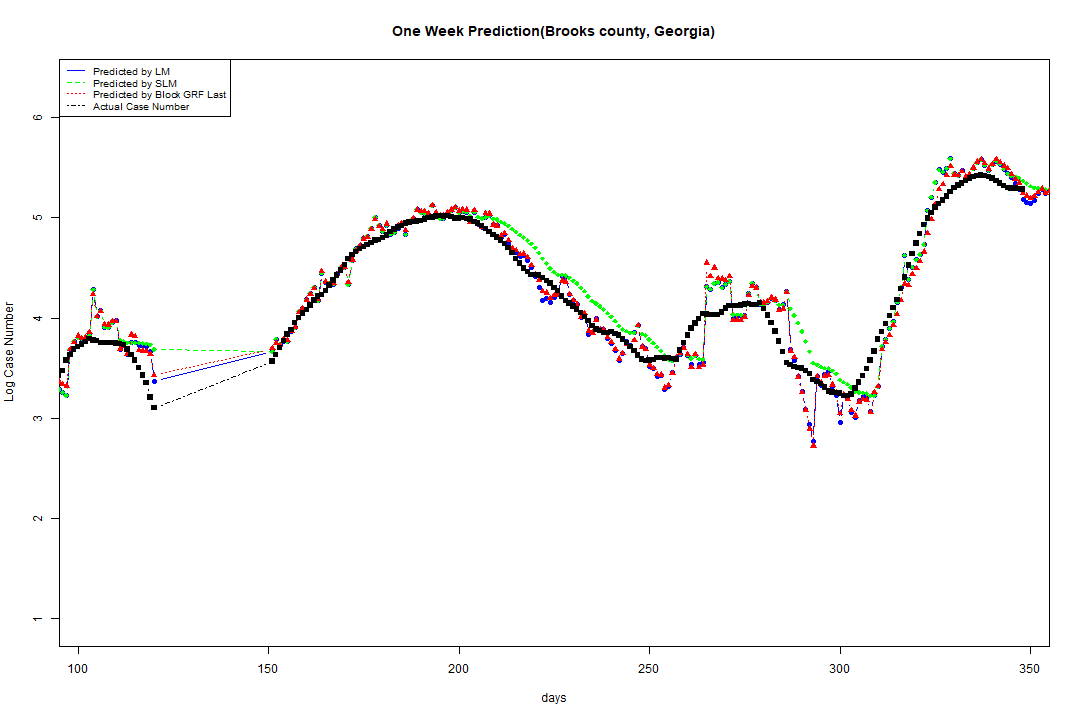 One Week Prediction(Brooks county, Georgia)
Predicted by LM
Predicted by SLM
Predicted by Block GRF Last
Actual Case Number
6
5
4
3
2
1
Log Case Number
100 150 200 250 300 350
days